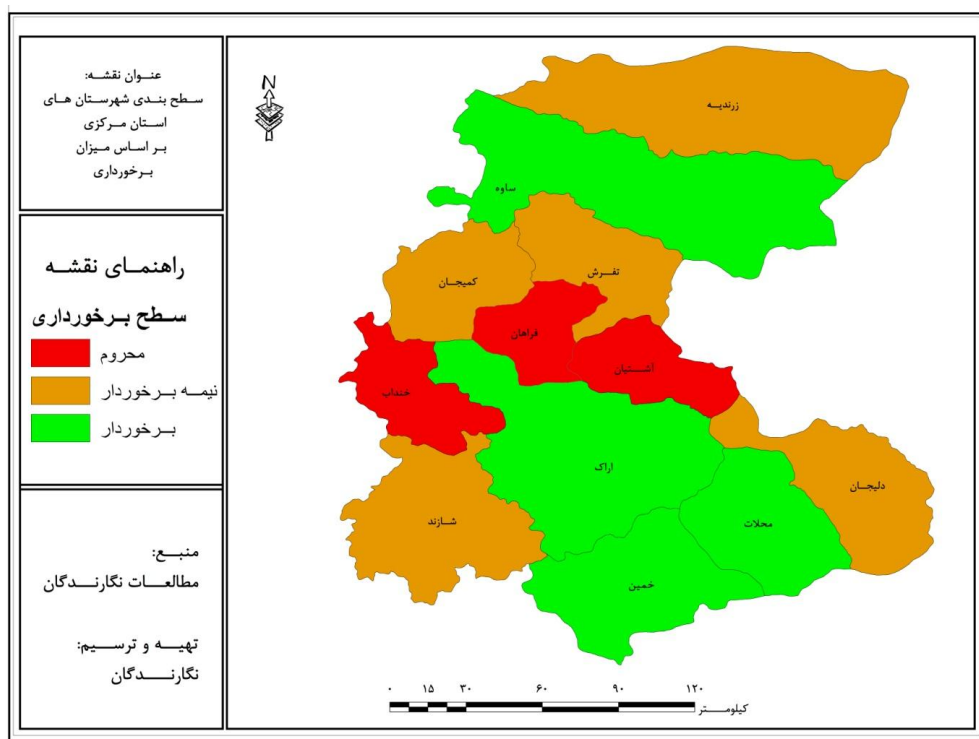 عنوان نقشه:
سطح بندی شهرستان های
استان مرکزی
بر اساس میزان
برخورداری
راهنمای نقشه
سطح برخورداری
محروم
نیمه برخوردار
برخوردار
منبع:
مطالعات نگارندگان
تهیه و ترسیم:
نگارندگان
N
زرندیه
ساوه
تفرش
کمیجان
فراهان
آشتیان
خنداب
اراک
دلیجان
محلات
شازند
خمین
۰ ۱۵ ۳۰ ۶۰ ۹۰ ۱۲۰
کیلومتر